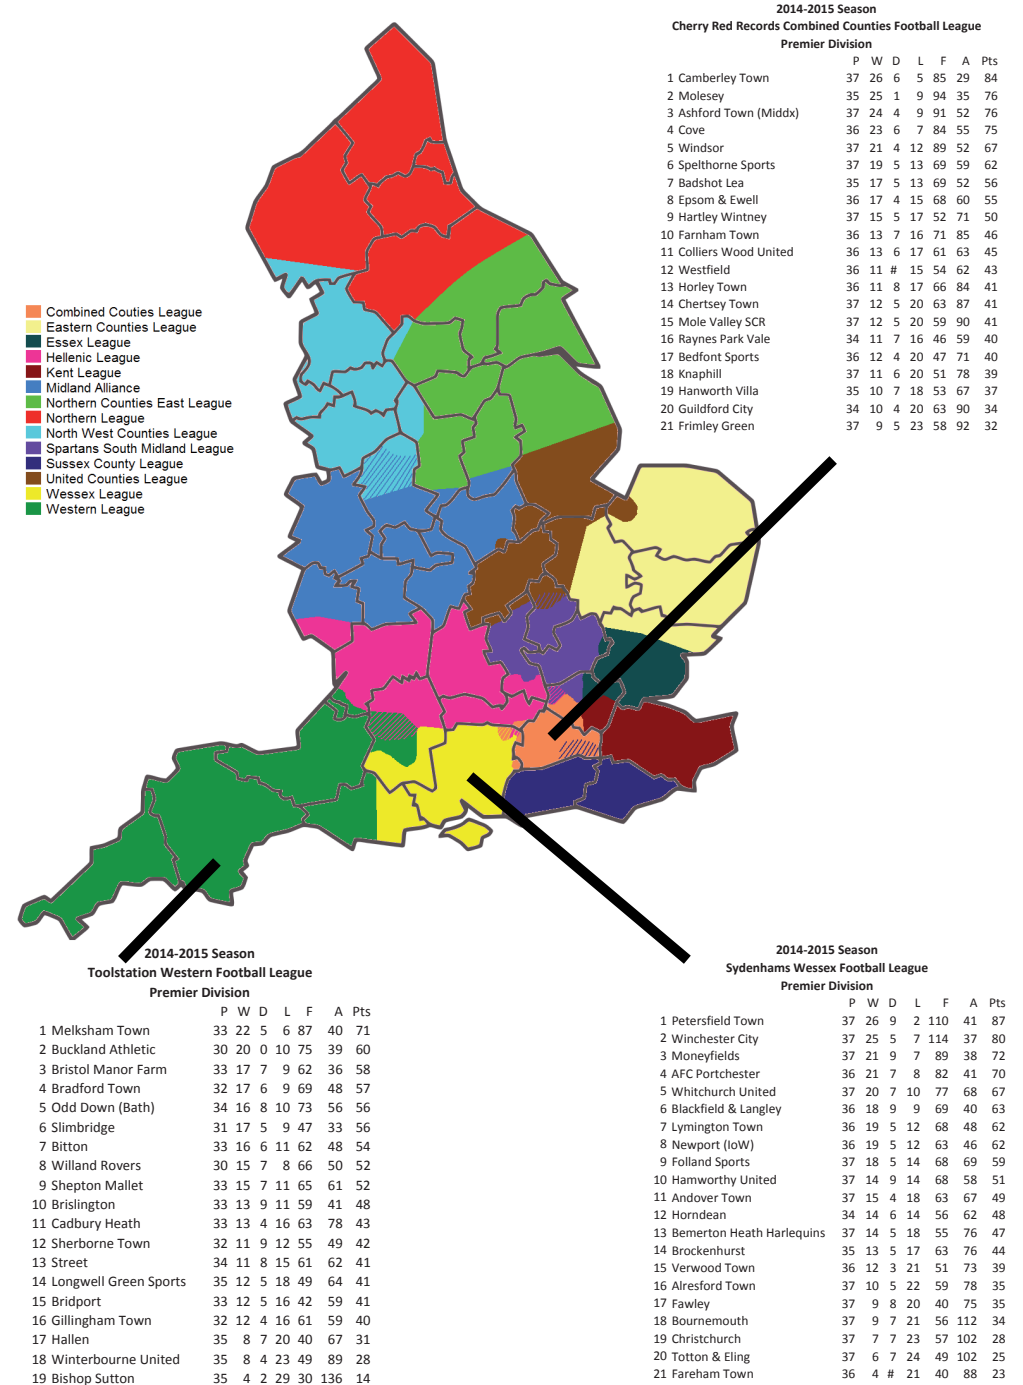 2014-2015 Season
Cherry Red Records Combined Counties Football League
Premier Division
P W D L F A Pts
1 Camberley Town 37 26 6 5 85 29 84
2 Molesey 35 25 1 9 94 35 76
3 Ashford Town (Middx) 37 24 4 9 91 52 76
4 Cove 36 23 6 7 84 55 75
5 Windsor 37 21 4 12 89 52 67
6 Spelthorne Sports 37 19 5 13 69 59 62
7 Badshot Lea 35 17 5 13 69 52 56
8 Epsom & Ewell 36 17 4 15 68 60 55
9 Hartley Wintney 37 15 5 17 52 71 50
10 Farnham Town 36 13 7 16 71 85 46
11 Colliers Wood United 36 13 6 17 61 63 45
12 Westfield 36 11 # 15 54 62 43
13 Horley Town 36 11 8 17 66 84 41
14 Chertsey Town 37 12 5 20 63 87 41
15 Mole Valley SCR 37 12 5 20 59 90 41
16 Raynes Park Vale 34 11 7 16 46 59 40
17 Bedfont Sports 36 12 4 20 47 71 40
18 Knaphill 37 11 6 20 51 78 39
19 Hanworth Villa 35 10 7 18 53 67 37
20 Guildford City 34 10 4 20 63 90 34
21 Frimley Green 37 9 5 23 58 92 32
Combined Couties League
Eastern Counties League
Essex League
Hellenic League
Kent League
Midland Alliance
Northern Counties East League
Northern League
North West Counties League
Spartans South Midland League
Sussex County League
United Counties League
Wessex League
Western League
2014-2015 Season
Toolstation Western Football League
Premier Division
P W D L F A Pts
1 Melksham Town 33 22 5 6 87 40 71
2 Buckland Athletic 30 20 0 10 75 39 60
3 Bristol Manor Farm 33 17 7 9 62 36 58
4 Bradford Town 32 17 6 9 69 48 57
5 Odd Down (Bath) 34 16 8 10 73 56 56
6 Slimbridge 31 17 5 9 47 33 56
7 Bitton 33 16 6 11 62 48 54
8 Willand Rovers 30 15 7 8 66 50 52
9 Shepton Mallet 33 15 7 11 65 61 52
10 Brislington 33 13 9 11 59 41 48
11 Cadbury Heath 33 13 4 16 63 78 43
12 Sherborne Town 32 11 9 12 55 49 42
13 Street 34 11 8 15 61 62 41
14 Longwell Green Sports 35 12 5 18 49 64 41
15 Bridport 33 12 5 16 42 59 41
16 Gillingham Town 32 12 4 16 61 59 40
17 Hallen 35 8 7 20 40 67 31
18 Winterbourne United 35 8 4 23 49 89 28
19 Bishop Sutton 35 4 2 29 30 136 14
2014-2015 Season
Sydenhams Wessex Football League
Premier Division
P W D L F A Pts
1 Petersfield Town 37 26 9 2 110 41 87
2 Winchester City 37 25 5 7 114 37 80
3 Moneyfields 37 21 9 7 89 38 72
4 AFC Portchester 36 21 7 8 82 41 70
5 Whitchurch United 37 20 7 10 77 68 67
6 Blackfield & Langley 36 18 9 9 69 40 63
7 Lymington Town 36 19 5 12 68 48 62
8 Newport (IoW) 36 19 5 12 63 46 62
9 Folland Sports 37 18 5 14 68 69 59
10 Hamworthy United 37 14 9 14 68 58 51
11 Andover Town 37 15 4 18 63 67 49
12 Horndean 34 14 6 14 56 62 48
13 Bemerton Heath Harlequins 37 14 5 18 55 76 47
14 Brockenhurst 35 13 5 17 63 76 44
15 Verwood Town 36 12 3 21 51 73 39
16 Alresford Town 37 10 5 22 59 78 35
17 Fawley 37 9 8 20 40 75 35
18 Bournemouth 37 9 7 21 56 112 34
19 Christchurch 37 7 7 23 57 102 28
20 Totton & Eling 37 6 7 24 49 102 25
21 Fareham Town 36 4 # 21 40 88 23